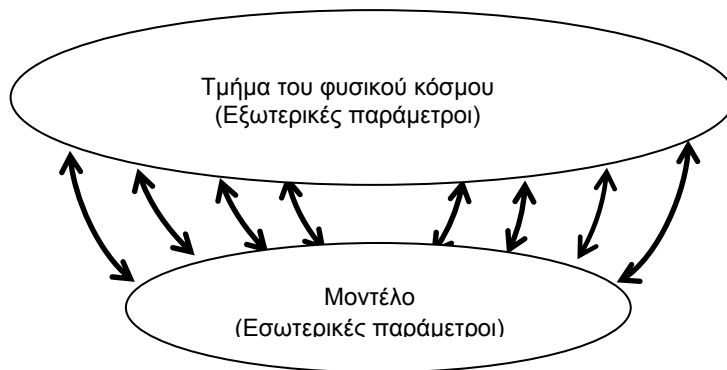 Τμήμα του φυσικού κόσμου
(Εξωτερικές παράμετροι)
Μοντέλο
(Εσωτερικές παράμετροι)